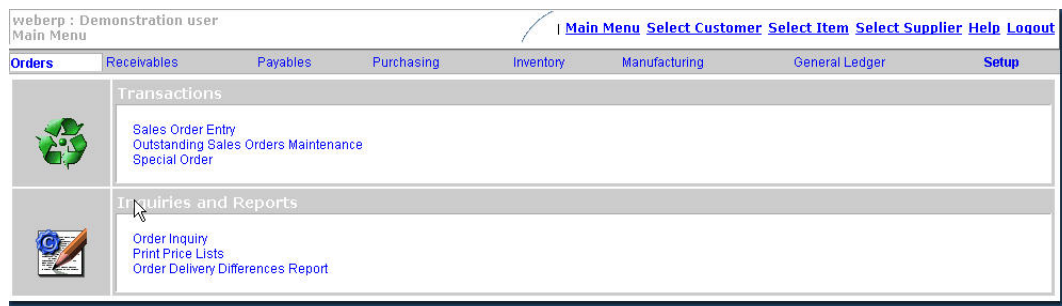 weberp : Demonstration user
Main Menu
| Main Menu Select Customer Select Item Select Supplier Help Logout
Orders Receivables Payables Purchasing Inventory Manufacturing General Ledger Setup
Transactions
Sales Order Entry
Outstanding Sales Orders Maintenance
Special Order
Inquiries and Reports
C
Order Inquiry
Print Price Lists
Order Delivery Differences Report